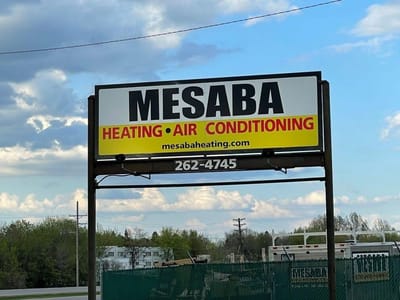 MESABA
HEATING • AIR CONDITIONING
mesabaheating.com
262-4745
MESABA